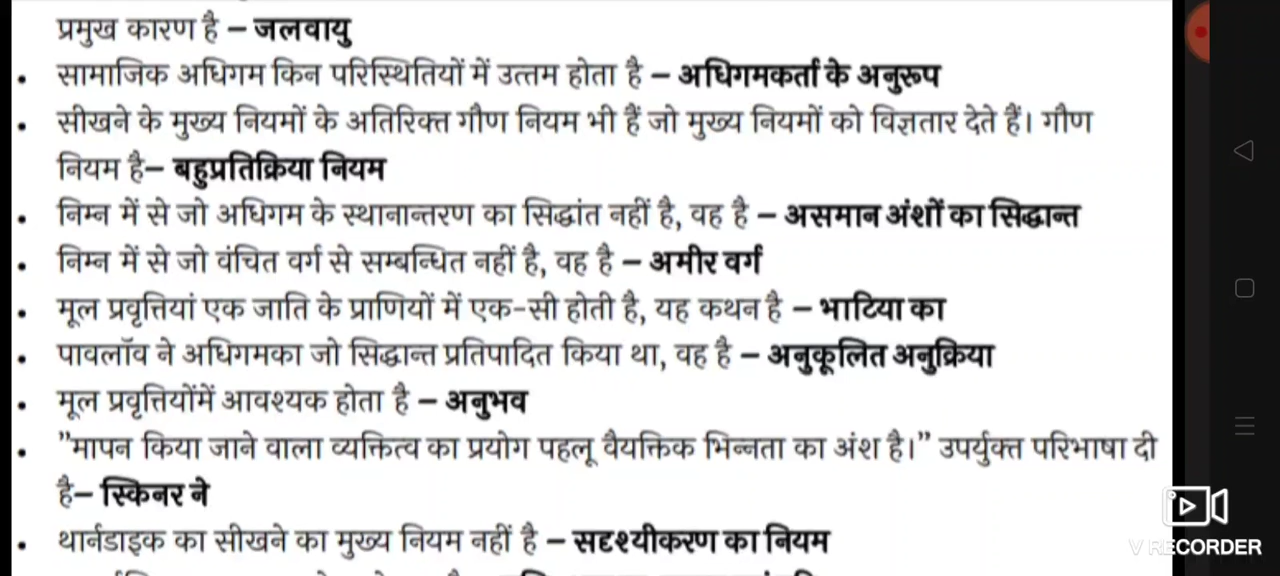 प्रमुख कारण है – जलवायु
• सामाजिक अधिगम किन परिस्थितियों में उत्तम होता है – अधिगमकर्ता के अनुरूप
• सीखने के मुख्य नियमों के अतिरिक्त गौण नियम भी हैं जो मुख्य नियमों को विज्ञतार देते हैं। गौण
नियम है– बहुप्रतिक्रिया नियम
• निम्न में से जो अधिगम के स्थानान्तरण का सिद्धांत नहीं है, वह है – असमान अंशों का सिद्धान्त
• निम्न में से जो वंचित वर्ग से सम्बन्धित नहीं है, वह है – अमीर वर्ग
• मूल प्रवृत्तियां एक जाति के प्राणियों में एक-सी होती है, यह कथन है – भाटिया का
• पावलॉव ने अधिगमका जो सिद्धान्त प्रतिपादित किया था, वह है – अनुकूलित अनुक्रिया
• मूल प्रवृत्तियोंमें आवश्यक होता है – अनुभव
• ”मापन किया जाने वाला व्यक्तित्व का प्रयोग पहलू वैयक्तिक भिन्नता का अंश है।” उपर्युक्त परिभाषा दी
है– स्किनर ने
• थार्नडाइक का सीखने का मुख्य नियम नहीं है – सदृश्यीकरण का नियम
V RECORDER